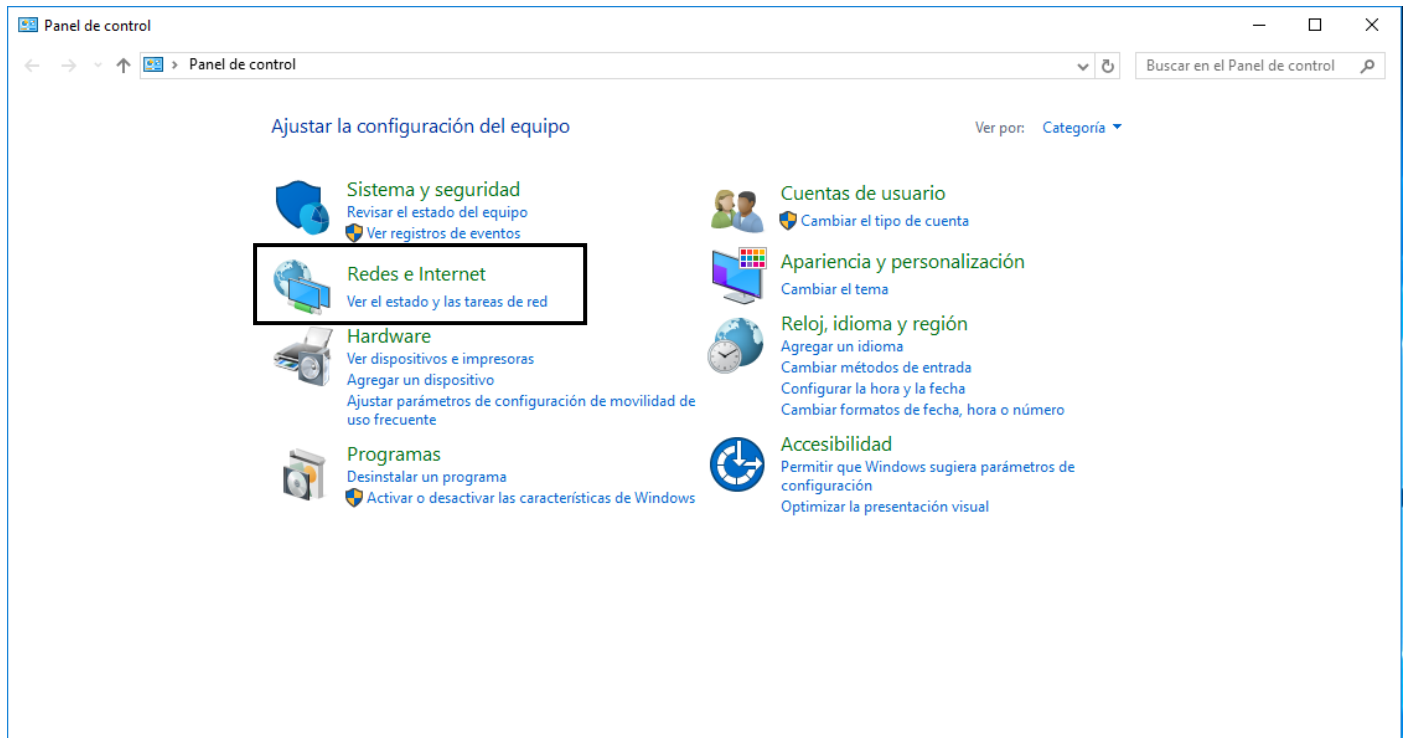 Panel de control
Panel de control
Buscar en el Panel de control
Ajustar la configuración del equipo
Ver por: Categoría
Sistema y seguridad
Revisar el estado del equipo
Ver registros de eventos
Redes e Internet
Ver el estado y las tareas de red
Hardware
Ver dispositivos e impresoras
Agregar un dispositivo
Ajustar parámetros de configuración de movilidad de
uso frecuente
Programas
Desinstalar un programa
Activar o desactivar las características de Windows
Cuentas de usuario
Cambiar el tipo de cuenta
Apariencia y personalización
Cambiar el tema
Reloj, idioma y región
Agregar un idioma
Cambiar métodos de entrada
Configurar la hora y la fecha
Cambiar formatos de fecha, hora o número
Accesibilidad
Permitir que Windows sugiera parámetros de
configuración
Optimizar la presentación visual